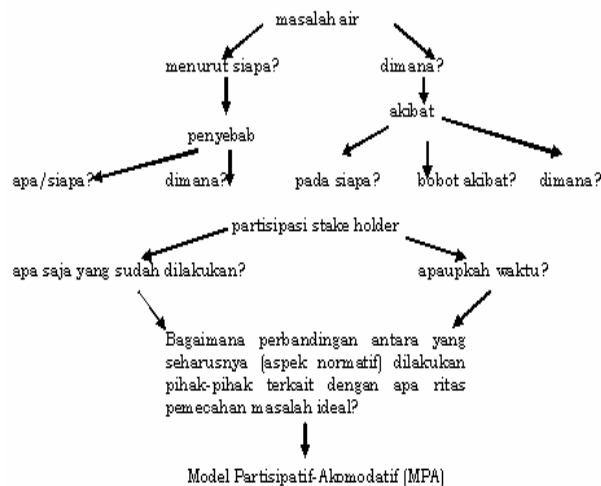 masalah air
menurut siapa? dimana?
akibat
penyebab
apa/siapa? dimana? pada siapa? bobot akibat? dimana?
partisipasi stake holder
apa saja yang sudah dilakukan? apaupkah waktu?
Bagaimana perbandingan antara yang
seharusnya (aspek normatif) dilakukan
pihak-pihak terkait dengan apa ritas
pemecahan masalah ideal?
Model Partisipatif-Akomodatif (MPA)